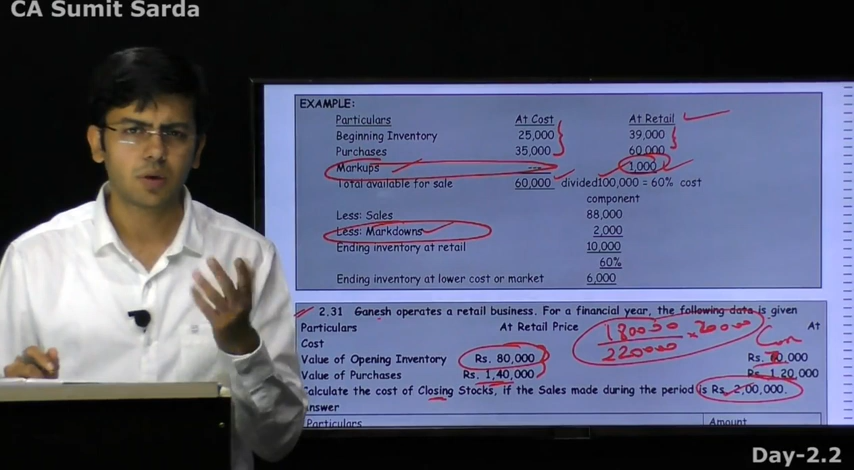 CA Sumit Sarda
EXAMPLE:
Particulars At Cost At Retail
Beginning Inventory 25,000 39,000
Purchases 35,000 60,000
Markups --- 1,000
Total available for sale 60,000 divided100,000 = 60% cost
component
Less: Sales 88,000
Less: Markdowns 2,000
Ending inventory at retail 10,000
60%
Ending inventory at lower cost or market 6,000
2.31 Ganesh operates a retail business. For a financial year, the following data is given
Particulars At Retail Price At
Cost
Value of Opening Inventory Rs. 80,000 Rs. 0,000
Value of Purchases Rs. 1,40,000 Rs. 1,20,000
Calculate the cost of Closing Stocks, if the Sales made during the period is Rs. 2,00,000.
Answer
Particulars Amount
180000
220000 × 20000
Day-2.2